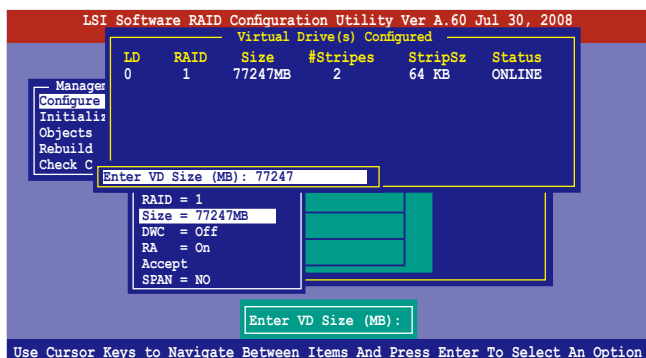 LSI Software RAID Configuration Utility Ver A.60 Jul 30, 2008
Virtual Drive(s) Configured
LD RAID Size #Stripes StripSz Status
0 1 77247MB 2 64 KB ONLINE
Managem
Configure
Initializ
Objects
Rebuild
Check C
Enter VD Size (MB): 77247
RAID = 1
Size = 77247MB
DWC = Off
RA = On
Accept
SPAN = NO
Enter VD Size (MB):
Use Cursor Keys to Navigate Between Items And Press Enter To Select An Option